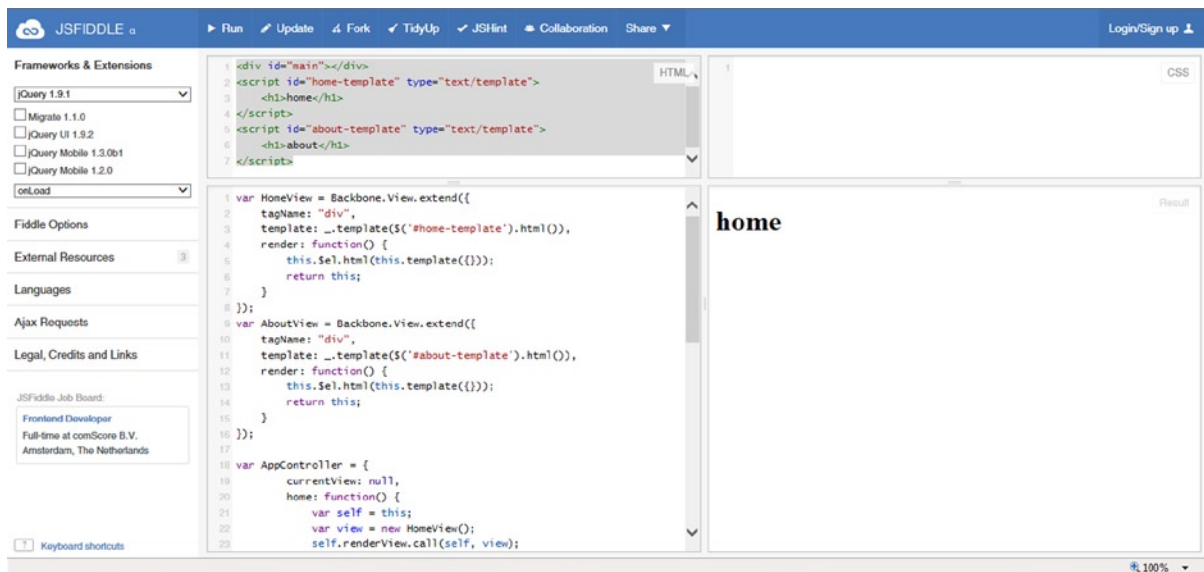 JSFIDDLE α
Run Update Fork TidyUp JSHint Collaboration Share ▼ Login/Sign up
Frameworks & Extensions
jQuery 1.9.1
Migrate 1.1.0
jQuery UI 1.9.2
jQuery Mobile 1.3.0b1
jQuery Mobile 1.2.0
onLoad
Fiddle Options
External Resources 3
Languages
Ajax Requests
Legal, Credits and Links
JSFiddle Job Board:
Frontend Developer
Full-time at comScore B.V.
Amsterdam, The Netherlands
? Keyboard shortcuts
HTML
1 <div id="main"></div>
2 <script id="home-template" type="text/template">
3 <h1>home</h1>
4 </script>
5 <script id="about-template" type="text/template">
6 <h1>about</h1>
7 </script>
1 CSS
1 var HomeView = Backbone.View.extend({
2 tagName: "div",
3 template: _.template($('#home-template').html()),
4 render: function() {
5 this.$el.html(this.template({}));
6 return this;
7 }
8 });
9 var AboutView = Backbone.View.extend({
10 tagName: "div",
11 template: _.template($('#about-template').html()),
12 render: function() {
13 this.$el.html(this.template({}));
14 return this;
15 }
16 });
17
18 var AppController = {
19 currentView: null,
20 home: function() {
21 var self = this;
22 var view = new HomeView();
23 self.renderView.call(self, view);
Result
home
100%